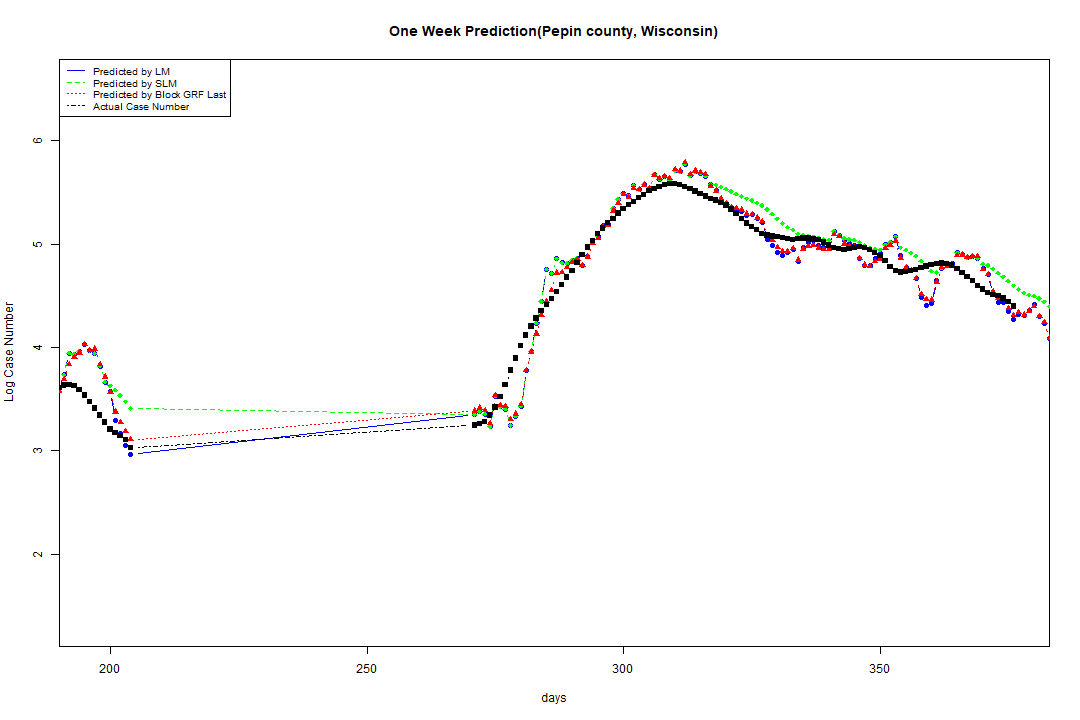 One Week Prediction(Pepin county, Wisconsin)
Predicted by LM
Predicted by SLM
Predicted by Block GRF Last
Actual Case Number
6
5
4
3
2
Log Case Number
200 250 300 350
days